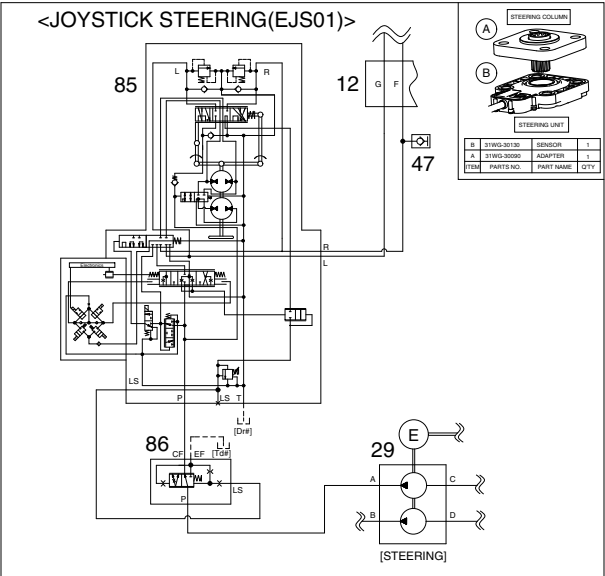 <JOYSTICK STEERING(EJS01)>
STEERING COLUMN
A
B
STEERING UNIT
B 31WG-30130 SENSOR 1
A 31WG-30090 ADAPTER 1
ITEM PARTS NO. PART NAME Q'TY
85
L
R
12
G F
47
R
L
Electronics
LS
P
LS
T
[Dr#]
86
CF EF [Td#]
LS
P
29
E
A
C
B
D
[STEERING]